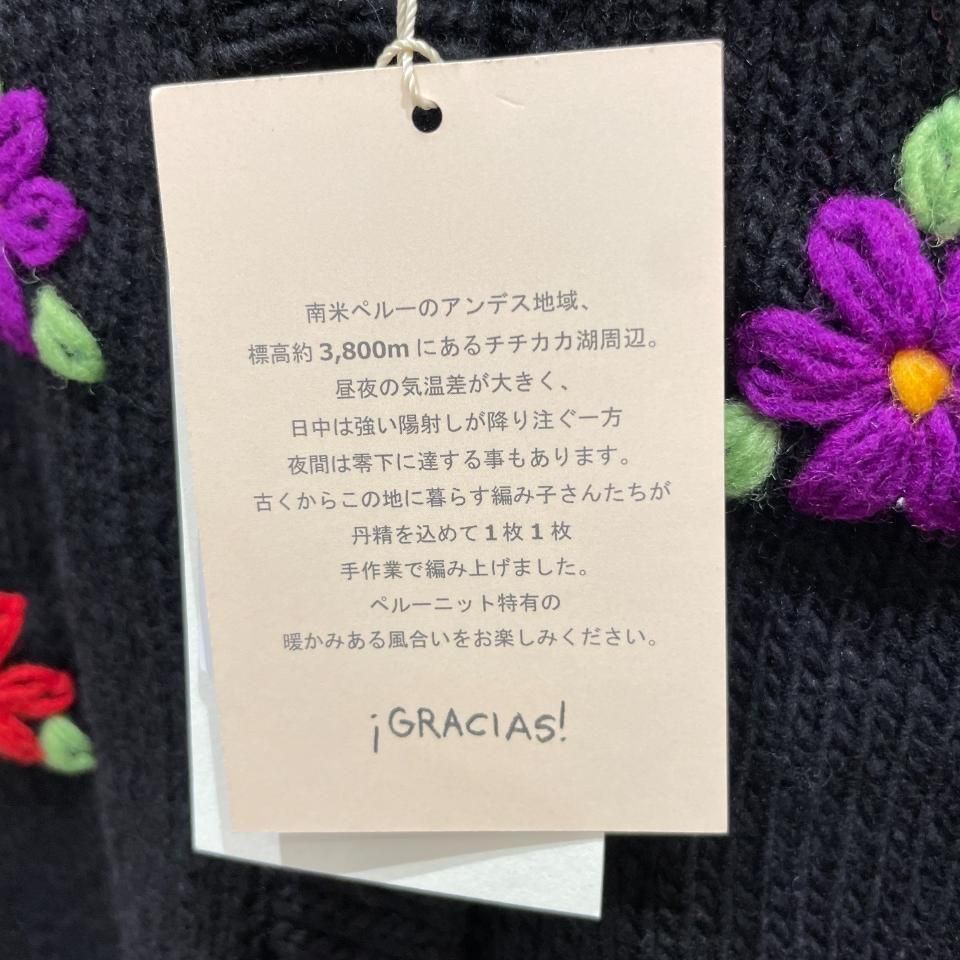 南米ペルーのアンデス地域、
標高約 3,800m にあるチチカカ湖周辺。
昼夜の気温差が大きく、
日中は強い陽射しが降り注ぐ一方
夜間は零下に達する事もあります。
古くからこの地に暮らす編み子さんたちが
丹精を込めて 1 枚 1 枚
手作業で編み上げました。
ペルーニット特有の
暖かみある風合いをお楽しみください。
¡GRACIAS!